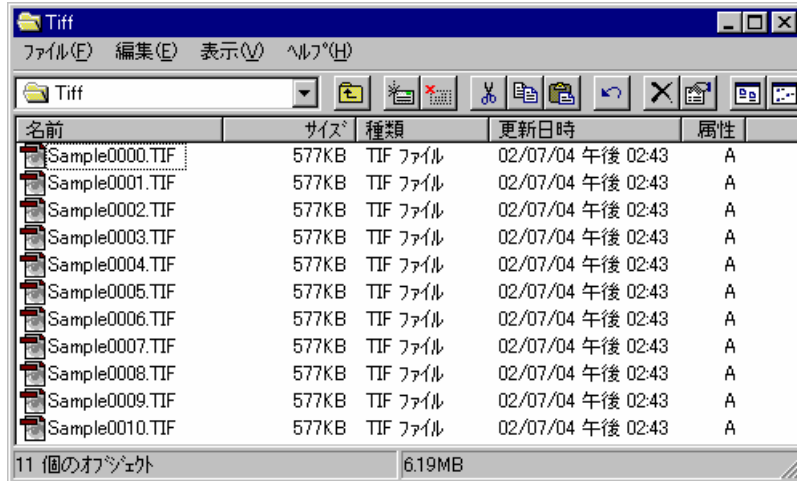 Tiff
ﾌｧｲﾙ(F) 編集(E) 表示(V) ﾍﾙﾌﾟ(H)
Tiff
名前 ｻｲｽﾞ 種類 更新日時 属性
Sample0000.TIF 577KB TIF ﾌｧｲﾙ 02/07/04 午後 02:43 A
Sample0001.TIF 577KB TIF ﾌｧｲﾙ 02/07/04 午後 02:43 A
Sample0002.TIF 577KB TIF ﾌｧｲﾙ 02/07/04 午後 02:43 A
Sample0003.TIF 577KB TIF ﾌｧｲﾙ 02/07/04 午後 02:43 A
Sample0004.TIF 577KB TIF ﾌｧｲﾙ 02/07/04 午後 02:43 A
Sample0005.TIF 577KB TIF ﾌｧｲﾙ 02/07/04 午後 02:43 A
Sample0006.TIF 577KB TIF ﾌｧｲﾙ 02/07/04 午後 02:43 A
Sample0007.TIF 577KB TIF ﾌｧｲﾙ 02/07/04 午後 02:43 A
Sample0008.TIF 577KB TIF ﾌｧｲﾙ 02/07/04 午後 02:43 A
Sample0009.TIF 577KB TIF ﾌｧｲﾙ 02/07/04 午後 02:43 A
Sample0010.TIF 577KB TIF ﾌｧｲﾙ 02/07/04 午後 02:43 A
11 個のｵﾌﾞｼﾞｪｸﾄ 6.19MB